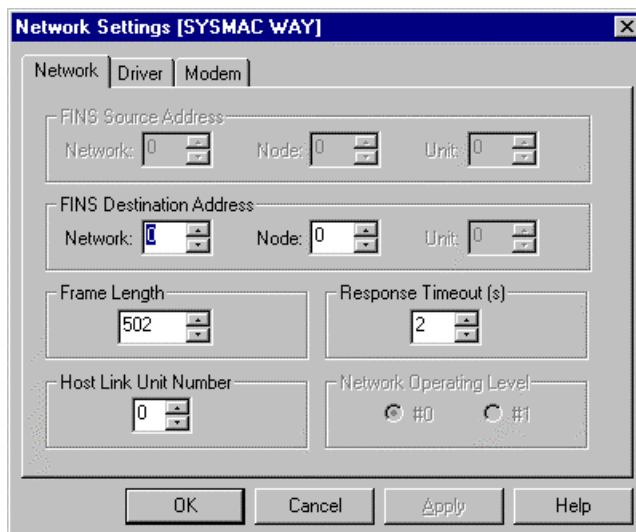 Network Settings [SYSMAC WAY]
Network Driver Modem
FINS Source Address
Network: 0 Node: 0 Unit: 0
FINS Destination Address
Network: 0 Node: 0 Unit: 0
Frame Length Response Timeout (s)
502 2
Host Link Unit Number Network Operating Level
0 #0 #1
OK Cancel Apply Help